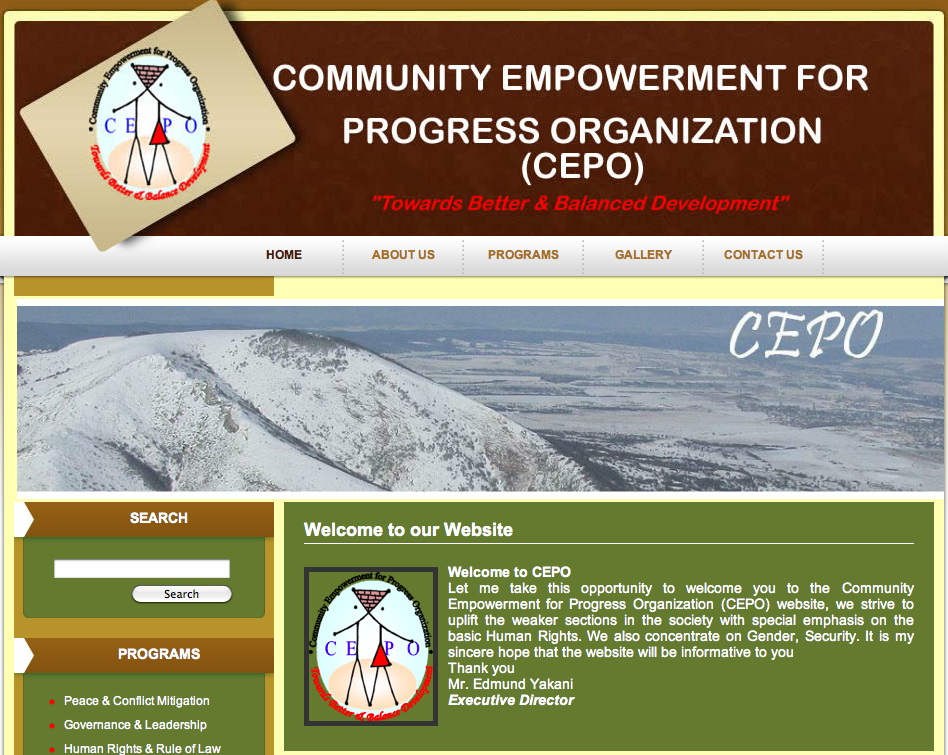 Community Empowerment for Progress Organization
C E P O
Towards Better & Balance Development
COMMUNITY EMPOWERMENT FOR
PROGRESS ORGANIZATION
(CEPO)
"Towards Better & Balanced Development"
HOME
ABOUT US
PROGRAMS
GALLERY
CONTACT US
CEPO
SEARCH
Search
PROGRAMS
Peace & Conflict Mitigation
Governance & Leadership
Human Rights & Rule of Law
Welcome to our Website
Community Empowerment for Progress Organization
C E P O
Towards Better & Balance Development
Welcome to CEPO
Let me take this opportunity to welcome you to the Community
Empowerment for Progress Organization (CEPO) website, we strive to
uplift the weaker sections in the society with special emphasis on the
basic Human Rights. We also concentrate on Gender, Security. It is my
sincere hope that the website will be informative to you
Thank you
Mr. Edmund Yakani
Executive Director